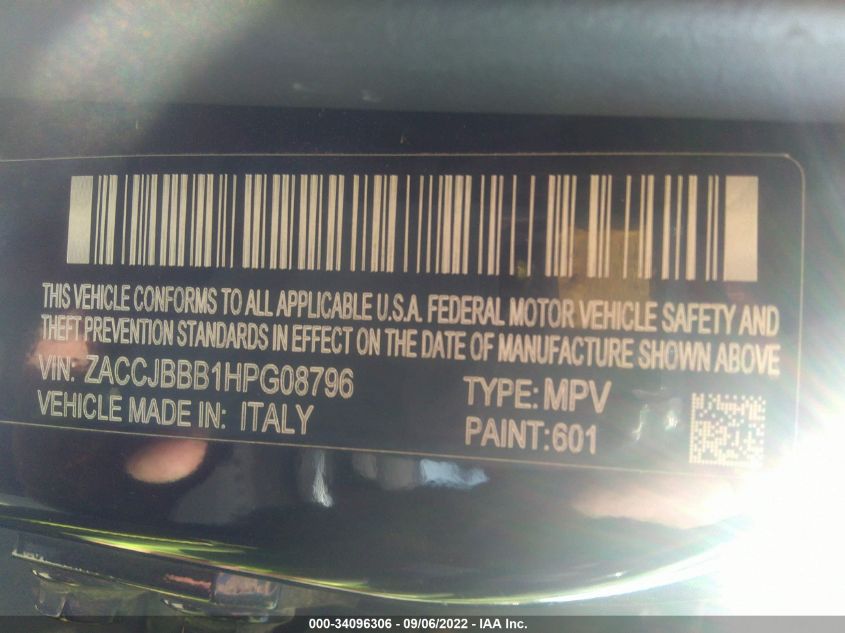 THIS VEHICLE CONFORMS TO ALL APPLICABLE U.S.A. FEDERAL MOTOR VEHICLE SAFETY AND
THEFT PREVENTION STANDARDS IN EFFECT ON THE DATE OF MANUFACTURE SHOWN ABOVE
VIN: ZACCJBBB1HPG08796 TYPE: MPV
VEHICLE MADE IN: ITALY PAINT:601
000-34096306 - 09/06/2022 - IAA Inc.